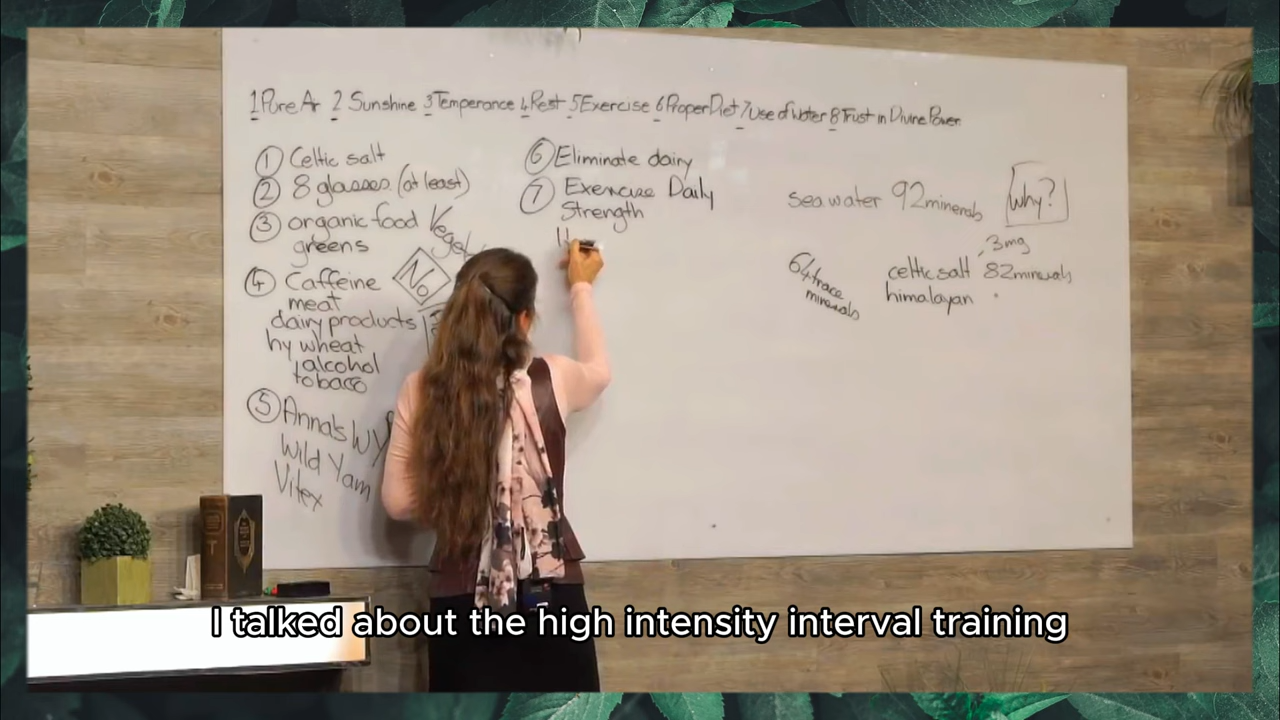 1 Pure Air 2 Sunshine 3 Temperance 4 Rest 5 Exercise 6 Proper Diet 7 Use of Water 8 Trust in Divine Power
1 Celtic salt
2 8 glasses (at least)
3 organic food
greens
4 Caffeine
meat
dairy products
hy wheat
alcohol
tobacco
No
5 Anna's WY
Wild Yam
Vitex
6 Eliminate dairy
7 Exercise Daily
Strength
H
sea water 92 minerals
Why?
3mg
64 trace
minerals
celtic salt 82 minerals
himalayan
I talked about the high intensity interval training